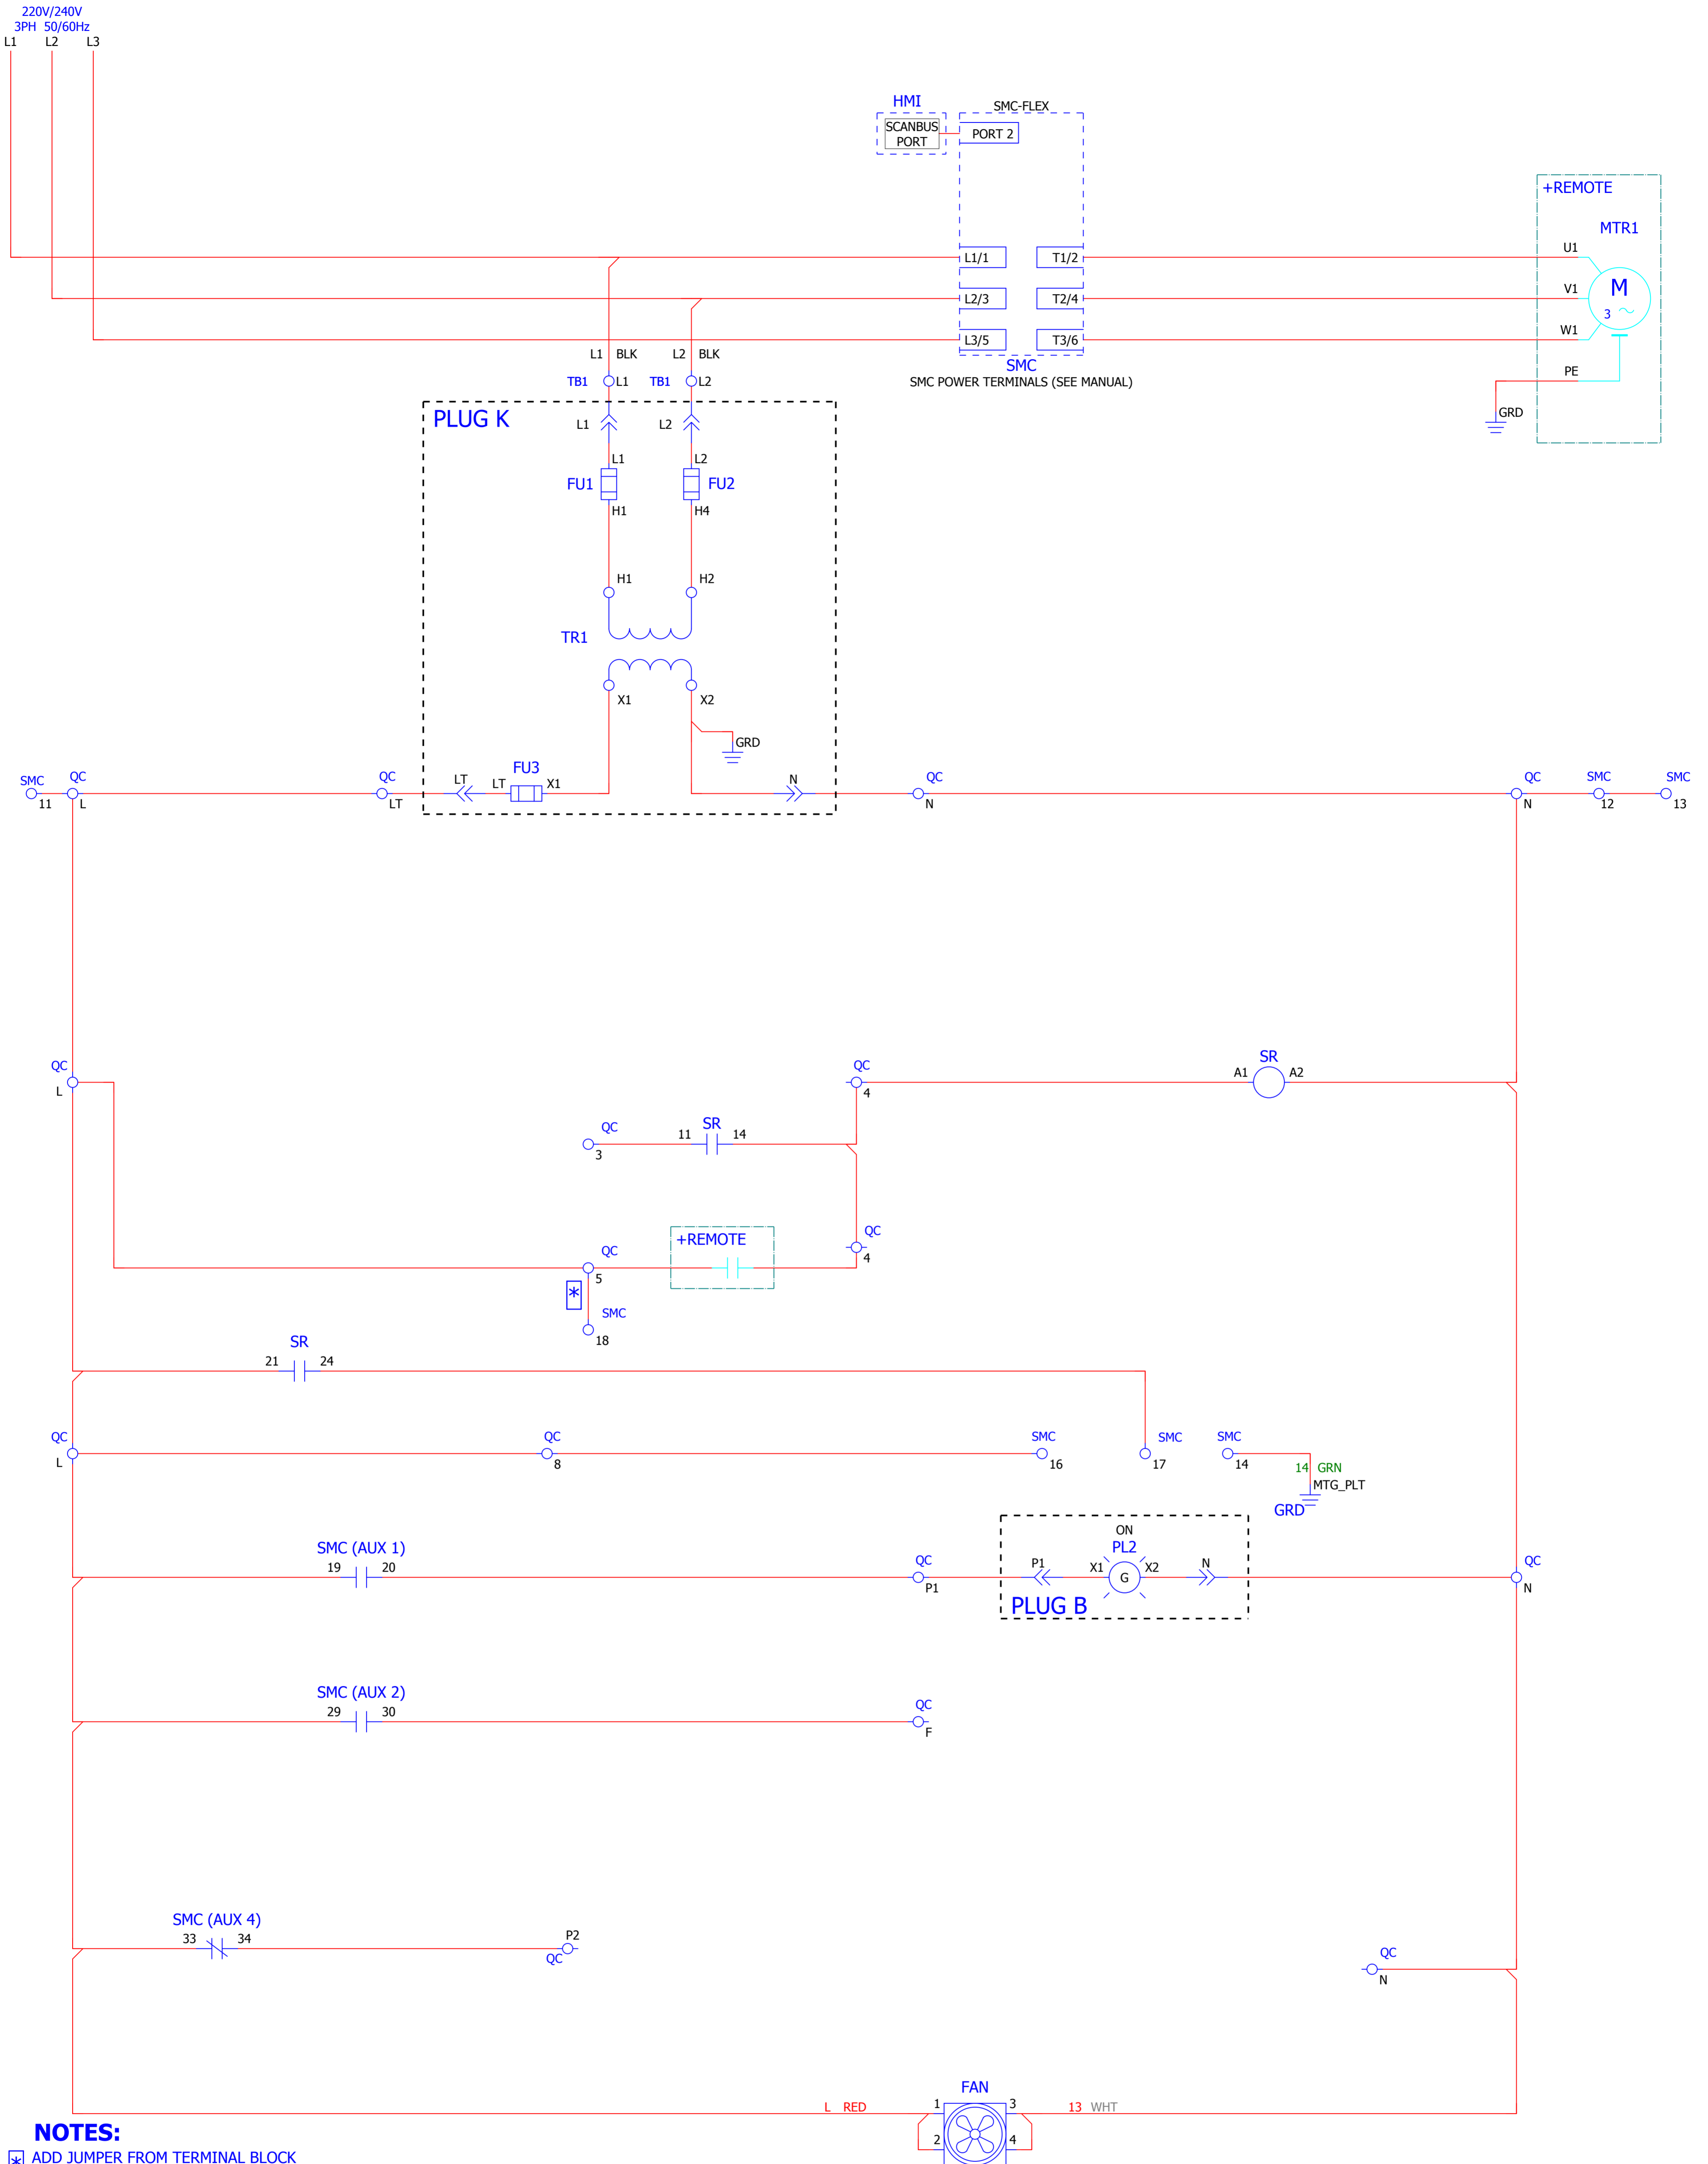 220V/240V
3PH 50/60Hz
L1 L2 L3
HMI
SCANBUS
PORT
SMC-FLEX
PORT 2
+REMOTE
MTR1
L1/1 T1/2 U1
L2/3 T2/4 V1
M
3
L3/5 T3/6 W1
SMC
SMC POWER TERMINALS (SEE MANUAL)
PE
GRD
L1 BLK L2 BLK
TB1 L1 TB1 L2
PLUG K
L1 L2
L1 L2
FU1 FU2
H1 H4
H1 H2
TR1
X1 X2
GRD
SMC QC QC LT LT FU3 X1 N QC QC SMC SMC
11 L LT N N 12 13
QC QC SR
L 4 A1 A2
QC 11 SR 14
3
+REMOTE QC
QC 4
5
*
SMC
18
SR
21 24
QC QC SMC SMC SMC
L 8 16 17 14
14 GRN
MTG_PLT
GRD
SMC (AUX 1)
19 20
QC
P1
ON
PL2
P1 X1 G X2 N
PLUG B
QC
N
SMC (AUX 2)
29 30
QC
F
SMC (AUX 4)
33 34
P2
QC
QC
N
FAN
L RED 1 3 13 WHT
2 4
NOTES:
* ADD JUMPER FROM TERMINAL BLOCK